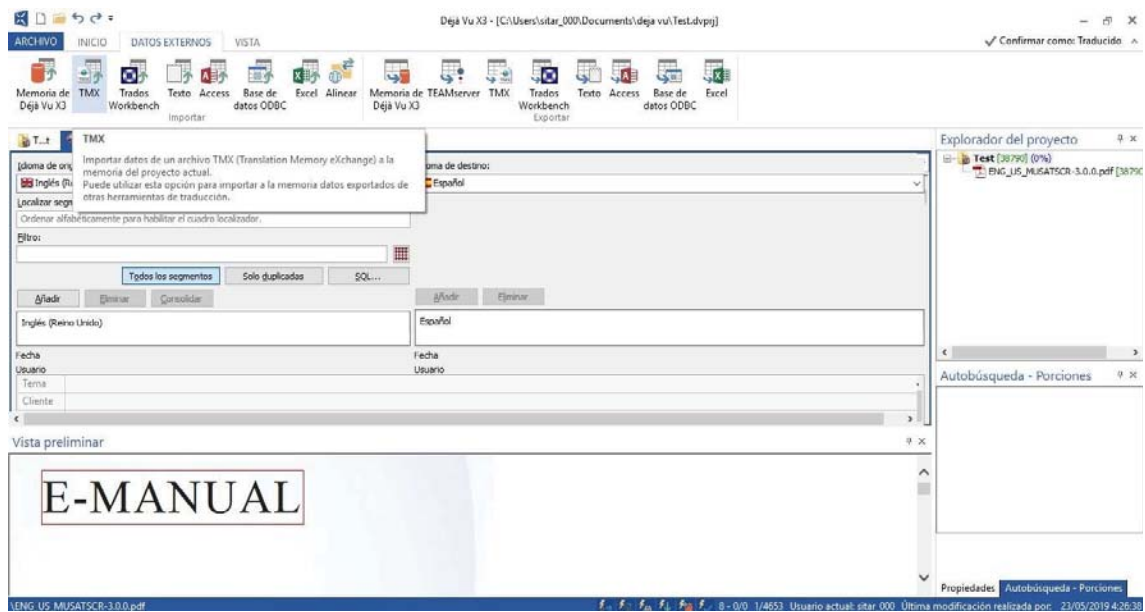 Déjà Vu X3 - [C:\Users\sitar_000\Documents\deja vu\Test.dvprj]
ARCHIVO INICIO DATOS EXTERNOS VISTA
Confirmar como: Traducido
Memoria de Déjà Vu X3
TMX
Trados Workbench
Texto
Access
Base de datos ODBC
Excel
Alinear
Importar
Memoria de Déjà Vu X3
TEAMserver
TMX
Trados Workbench
Texto
Access
Base de datos ODBC
Excel
Exportar
T...t
TMX
Importar datos de un archivo TMX (Translation Memory eXchange) a la
memoria del proyecto actual.
Puede utilizar esta opción para importar a la memoria datos exportados de
otras herramientas de traducción.
Idioma de orig
oma de destino:
Inglés (R
Español
Localizar segm
Ordenar alfabéticamente para habilitar el cuadro localizador.
Filtro:
Todos los segmentos Solo duplicadas SQL...
Añadir Eliminar Consolidar
Añadir Eliminar
Inglés (Reino Unido)
Español
Fecha
Fecha
Usuario
Usuario
Tema
Cliente
Vista preliminar
E-MANUAL
Explorador del proyecto
Test [38790] (0%)
ENG_US_MUSATSCR-3.0.0.pdf [38790
Autobúsqueda - Porciones
Propiedades Autobúsqueda - Porciones
\ENG_US_MUSATSCR-3.0.0.pdf
8 - 0/0 1/4653 Usuario actual: sitar_000 Última modificación realizada por: 23/05/2019 4:26:38